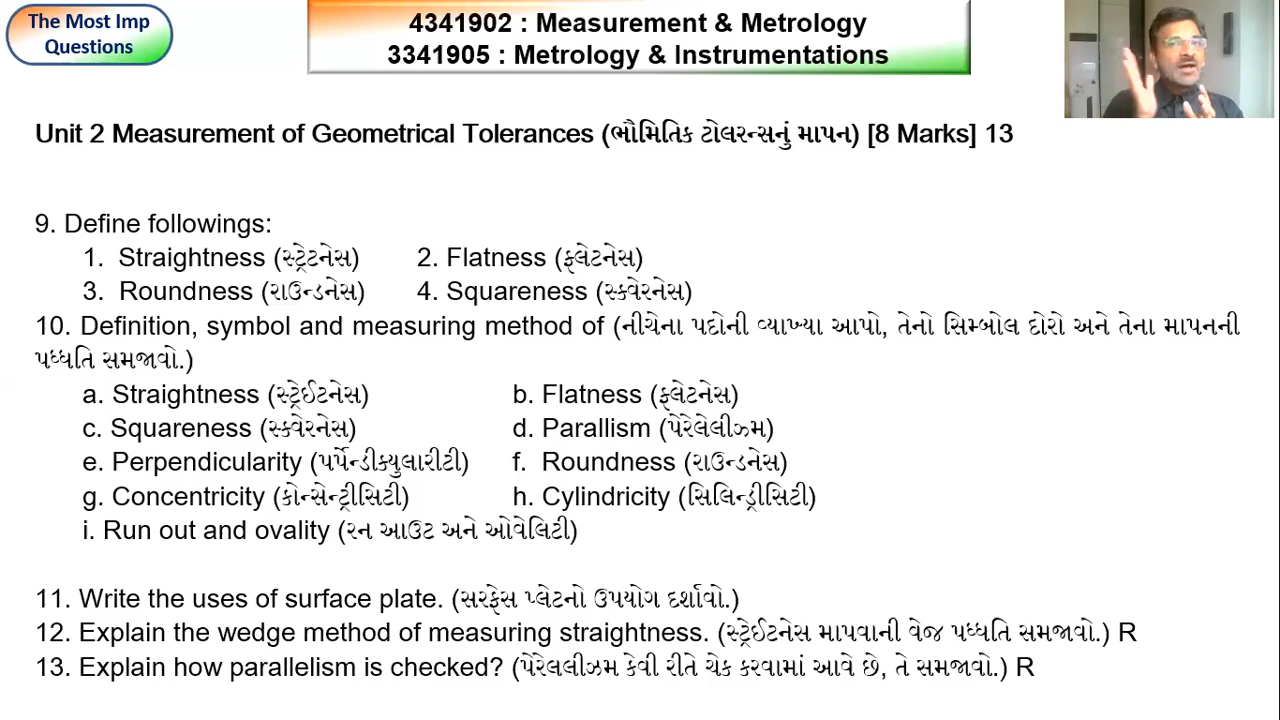 The Most Imp
Questions
4341902 : Measurement & Metrology
3341905 : Metrology & Instrumentations
Unit 2 Measurement of Geometrical Tolerances (ભૌમિતિક ટોલરન્સનું માપન) [8 Marks] 13
9. Define followings:
1. Straightness (સ્ટ્રેટનેસ) 2. Flatness (ફ્લેટનેસ)
3. Roundness (રાઉન્ડનેસ) 4. Squareness (સ્ક્વેરનેસ)
10. Definition, symbol and measuring method of (નીચેના પદોની વ્યાખ્યા આપો, તેનો સિમ્બોલ દોરો અને તેના માપનની
પધ્ધતિ સમજાવો.)
a. Straightness (સ્ટ્રેઈટનેસ) b. Flatness (ફ્લેટનેસ)
c. Squareness (સ્ક્વેરનેસ) d. Parallism (પેરેલેલીઝમ)
e. Perpendicularity (પર્પેન્ડીક્યુલારીટી) f. Roundness (રાઉન્ડનેસ)
g. Concentricity (કોન્સેન્ટ્રીસિટી) h. Cylindricity (સિલિન્ડ્રીસિટી)
i. Run out and ovality (રન આઉટ અને ઓવેલિટી)
11. Write the uses of surface plate. (સરફેસ પ્લેટનો ઉપયોગ દર્શાવો.)
12. Explain the wedge method of measuring straightness. (સ્ટ્રેઈટનેસ માપવાની વેજ પધ્ધતિ સમજાવો.) R
13. Explain how parallelism is checked? (પેરેલલીઝમ કેવી રીતે ચેક કરવામાં આવે છે, તે સમજાવો.) R